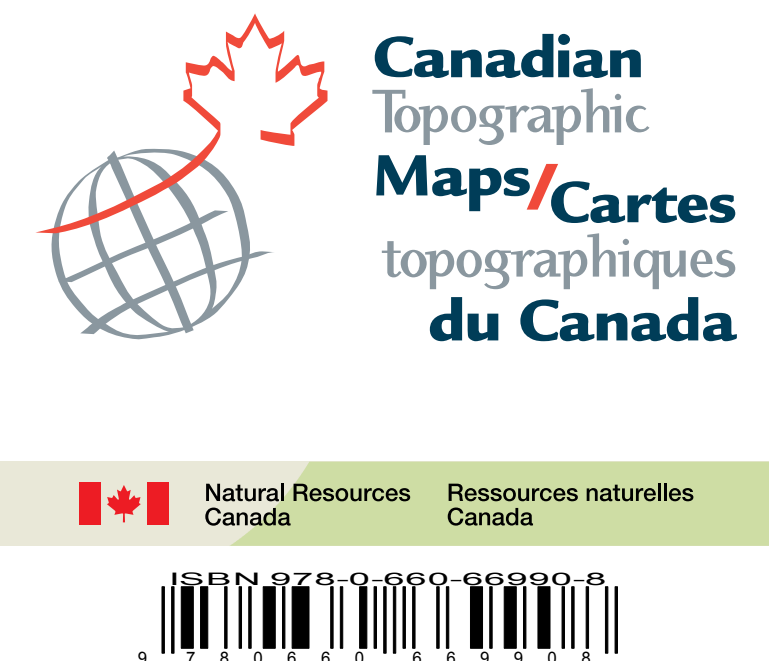 Canadian
Topographic
Maps/Cartes
topographiques
du Canada
Natural Resources
Canada
Ressources naturelles
Canada
ISBN 978-0-660-66990-8
9 780660 669908